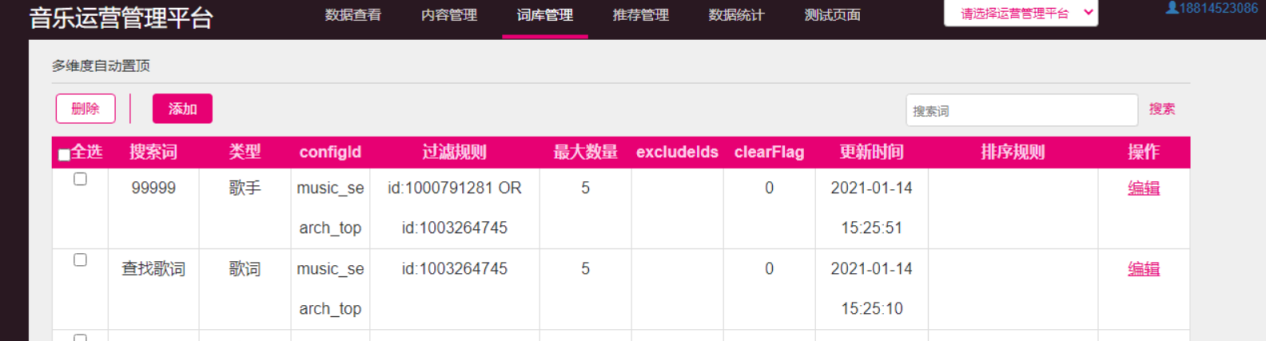 音乐运营管理平台 数据查看 内容管理 词库管理 推荐管理 数据统计 测试页面 请选择运营管理平台 18814523086
多维度自动置顶
删除 添加 搜索词 搜索
全选 搜索词 类型 configId 过滤规则 最大数量 excludeIds clearFlag 更新时间 排序规则 操作
99999 歌手 music_se id:1000791281 OR 5 0 2021-01-14 编辑
arch_top id:1003264745 15:25:51
查找歌词 歌词 music_se id:1003264745 5 0 2021-01-14 编辑
arch_top 15:25:10